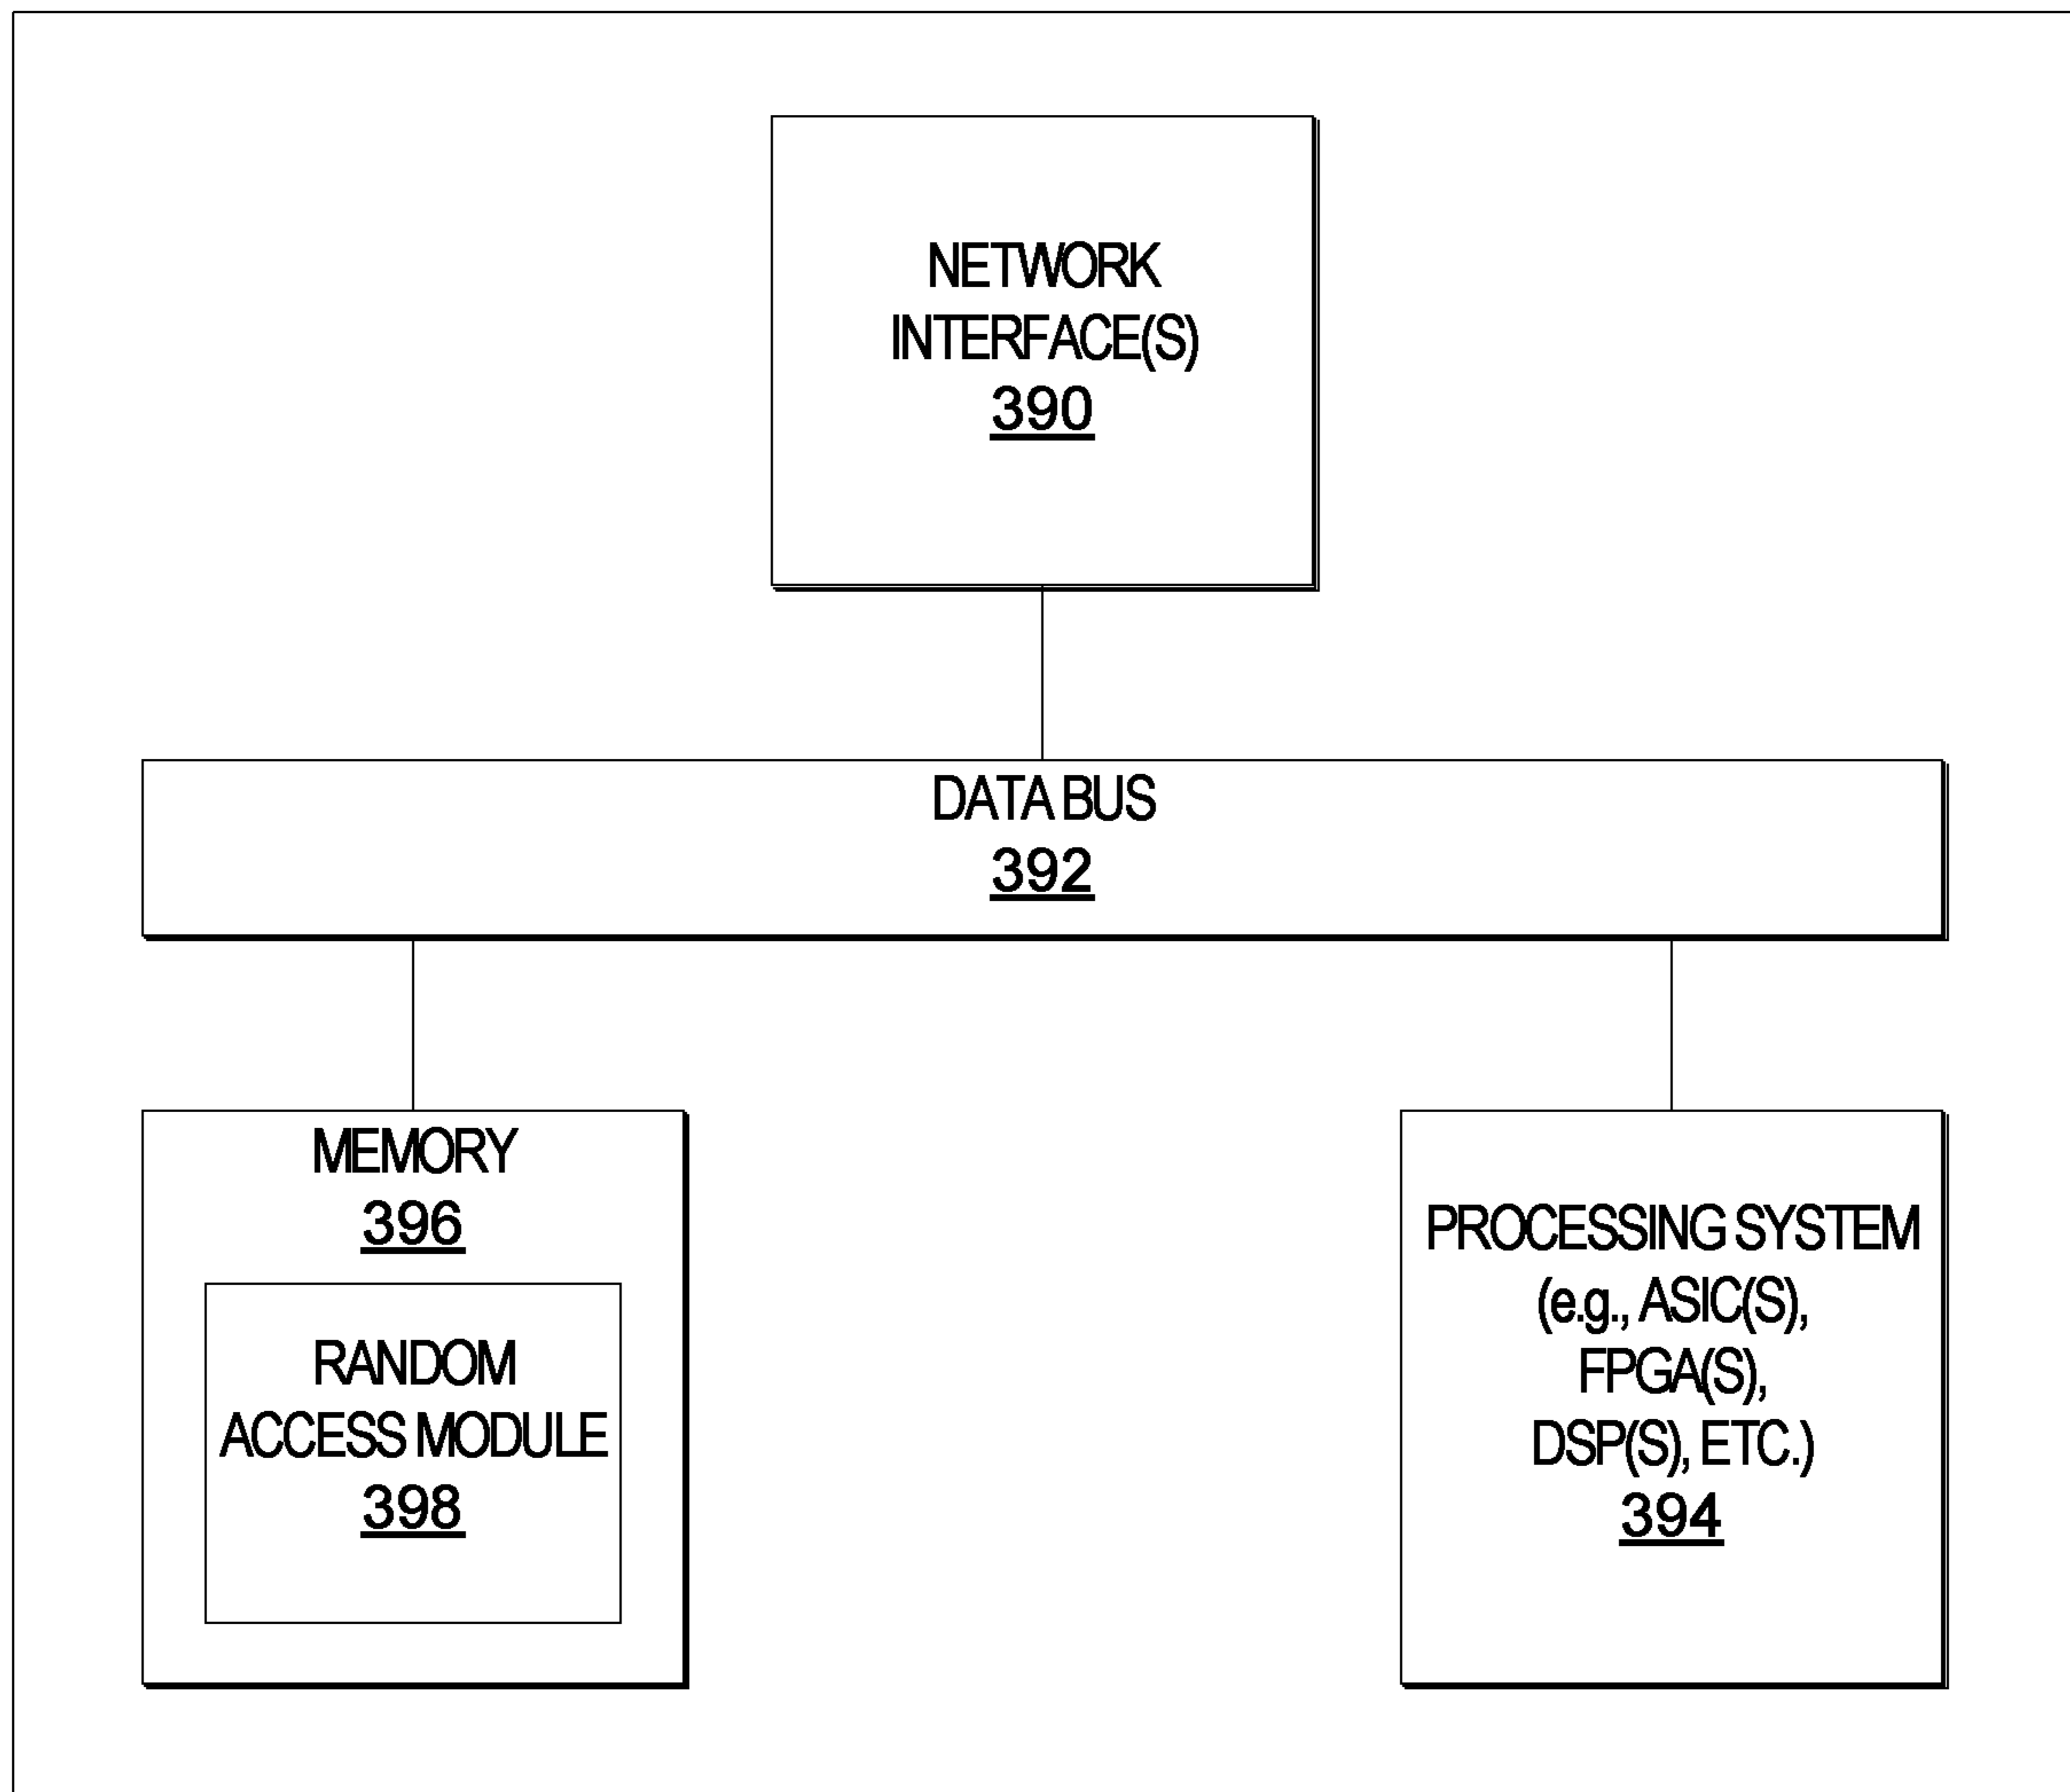 NETWORK
INTERFACE(S)
390
DATA BUS
392
MEMORY
396
RANDOM
ACCESS MODULE
398
PROCESSING SYSTEM
(e.g., ASIC(S),
FPGA(S),
DSP(S), ETC.)
394